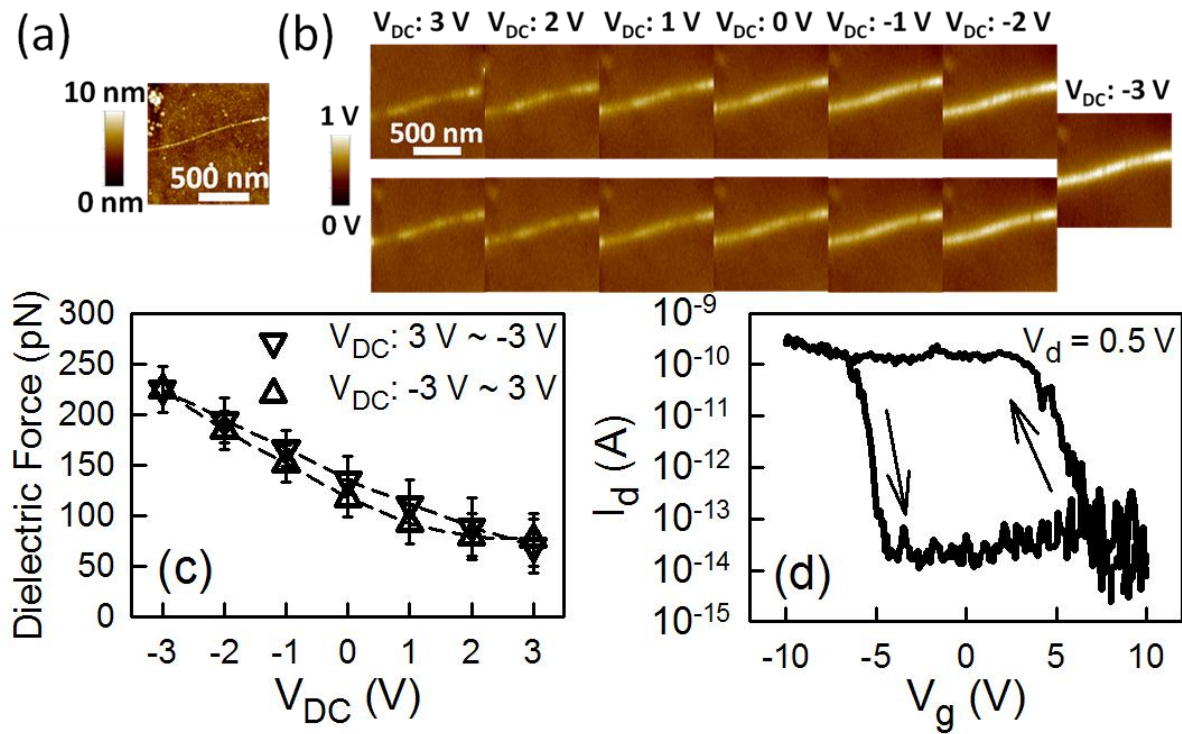 (a)
10 nm
0 nm
500 nm
(b)
V_DC: 3 V
V_DC: 2 V
V_DC: 1 V
V_DC: 0 V
V_DC: -1 V
V_DC: -2 V
V_DC: -3 V
1 V
0 V
500 nm
Dielectric Force (pN)
300
250
200
150
100
50
0
V_DC: 3 V ~ -3 V
V_DC: -3 V ~ 3 V
(c)
-3 -2 -1 0 1 2 3
V_DC (V)
I_d (A)
10^-9
10^-10
10^-11
10^-12
10^-13
10^-14
10^-15
V_d = 0.5 V
(d)
-10 -5 0 5 10
V_g (V)